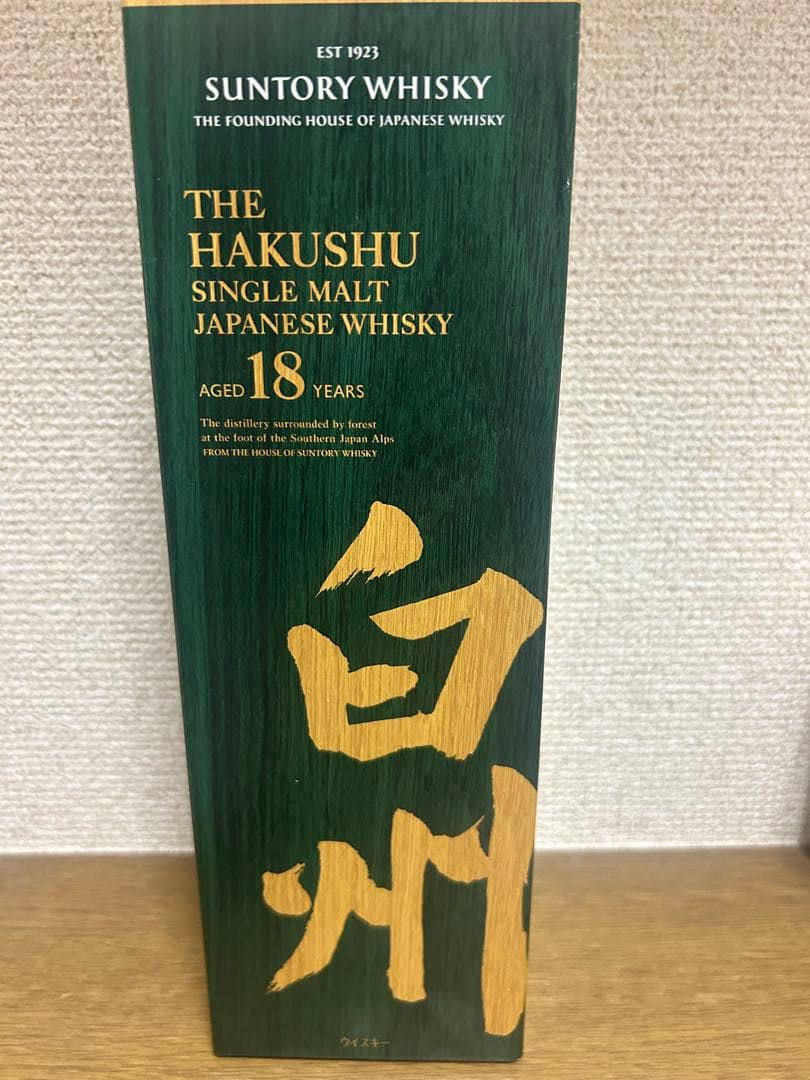 EST 1923
SUNTORY WHISKY
THE FOUNDING HOUSE OF JAPANESE WHISKY
THE
HAKUSHU
SINGLE MALT
JAPANESE WHISKY
AGED 18 YEARS
The distillery surrounded by forest
at the foot of the Southern Japan Alps
FROM THE HOUSE OF SUNTORY WHISKY
白州
ウイスキー